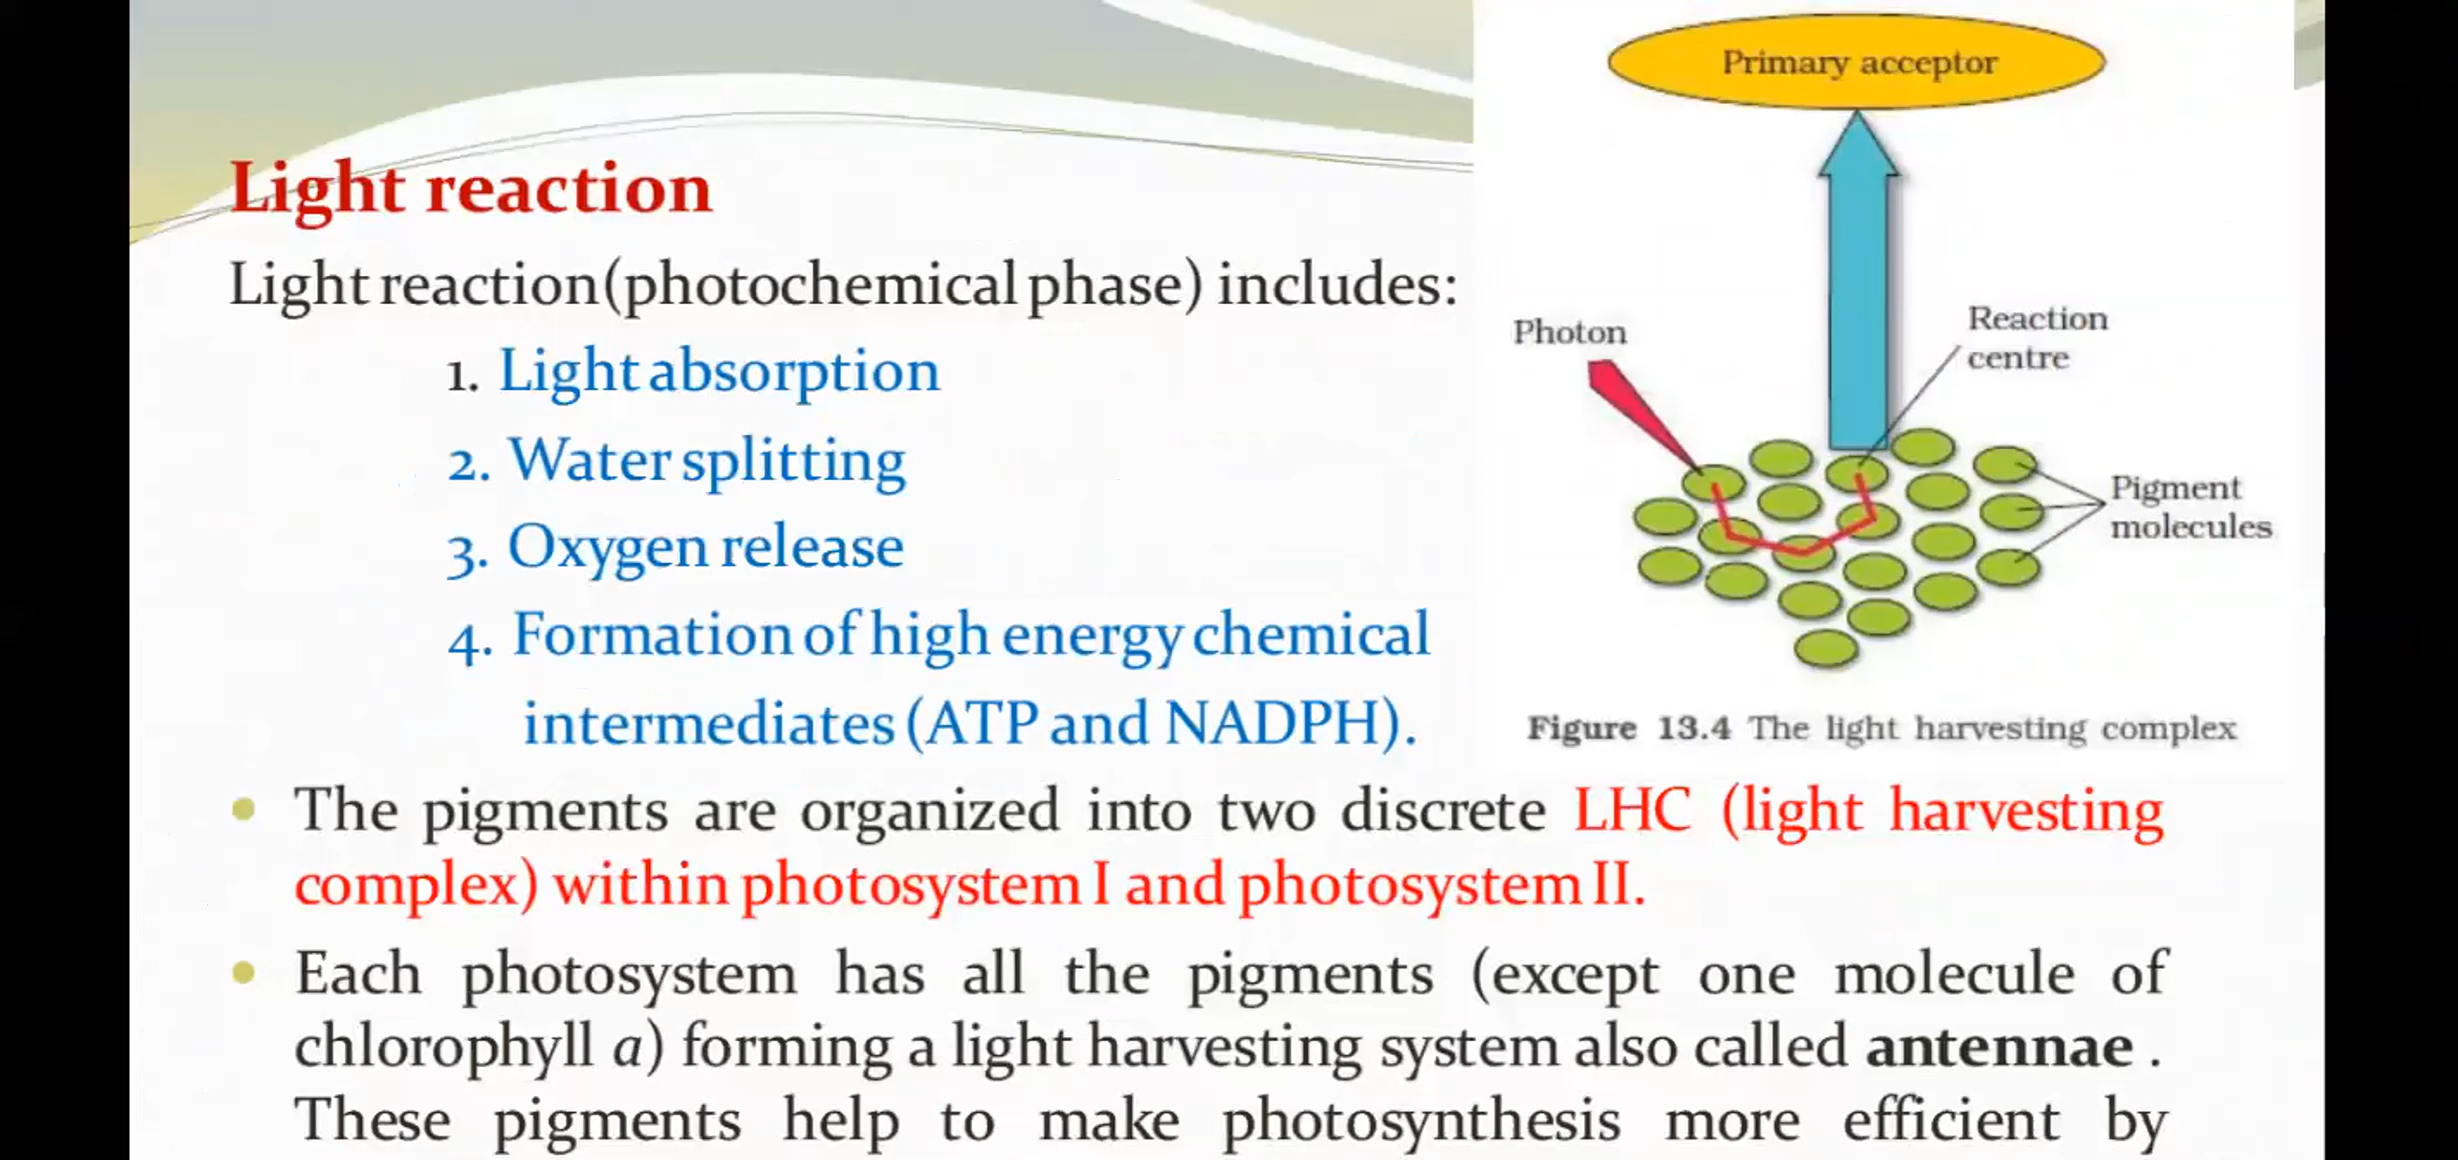 Primary acceptor
Light reaction
Light reaction(photochemical phase) includes:
1. Light absorption
2. Water splitting
3. Oxygen release
4. Formation of high energy chemical
intermediates (ATP and NADPH).
Photon
Reaction
centre
Pigment
molecules
Figure 13.4 The light harvesting complex
• The pigments are organized into two discrete LHC (light harvesting
complex) within photosystem I and photosystem II.
• Each photosystem has all the pigments (except one molecule of
chlorophyll a) forming a light harvesting system also called antennae .
These pigments help to make photosynthesis more efficient by